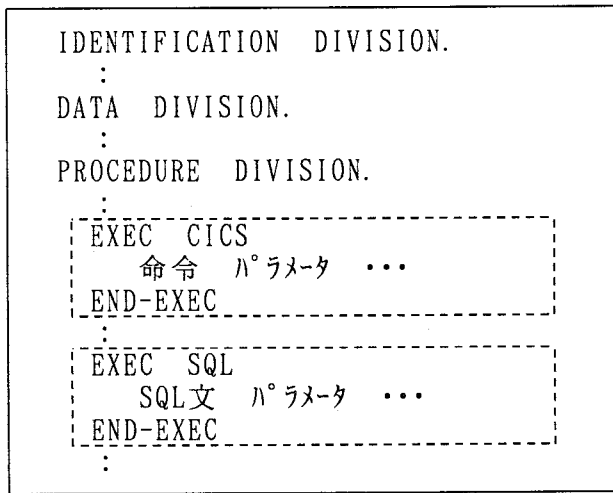 IDENTIFICATION DIVISION.
:
DATA DIVISION.
:
PROCEDURE DIVISION.
:
EXEC CICS
命令 パラメータ ・・・
END-EXEC
:
EXEC SQL
SQL文 パラメータ ・・・
END-EXEC
: